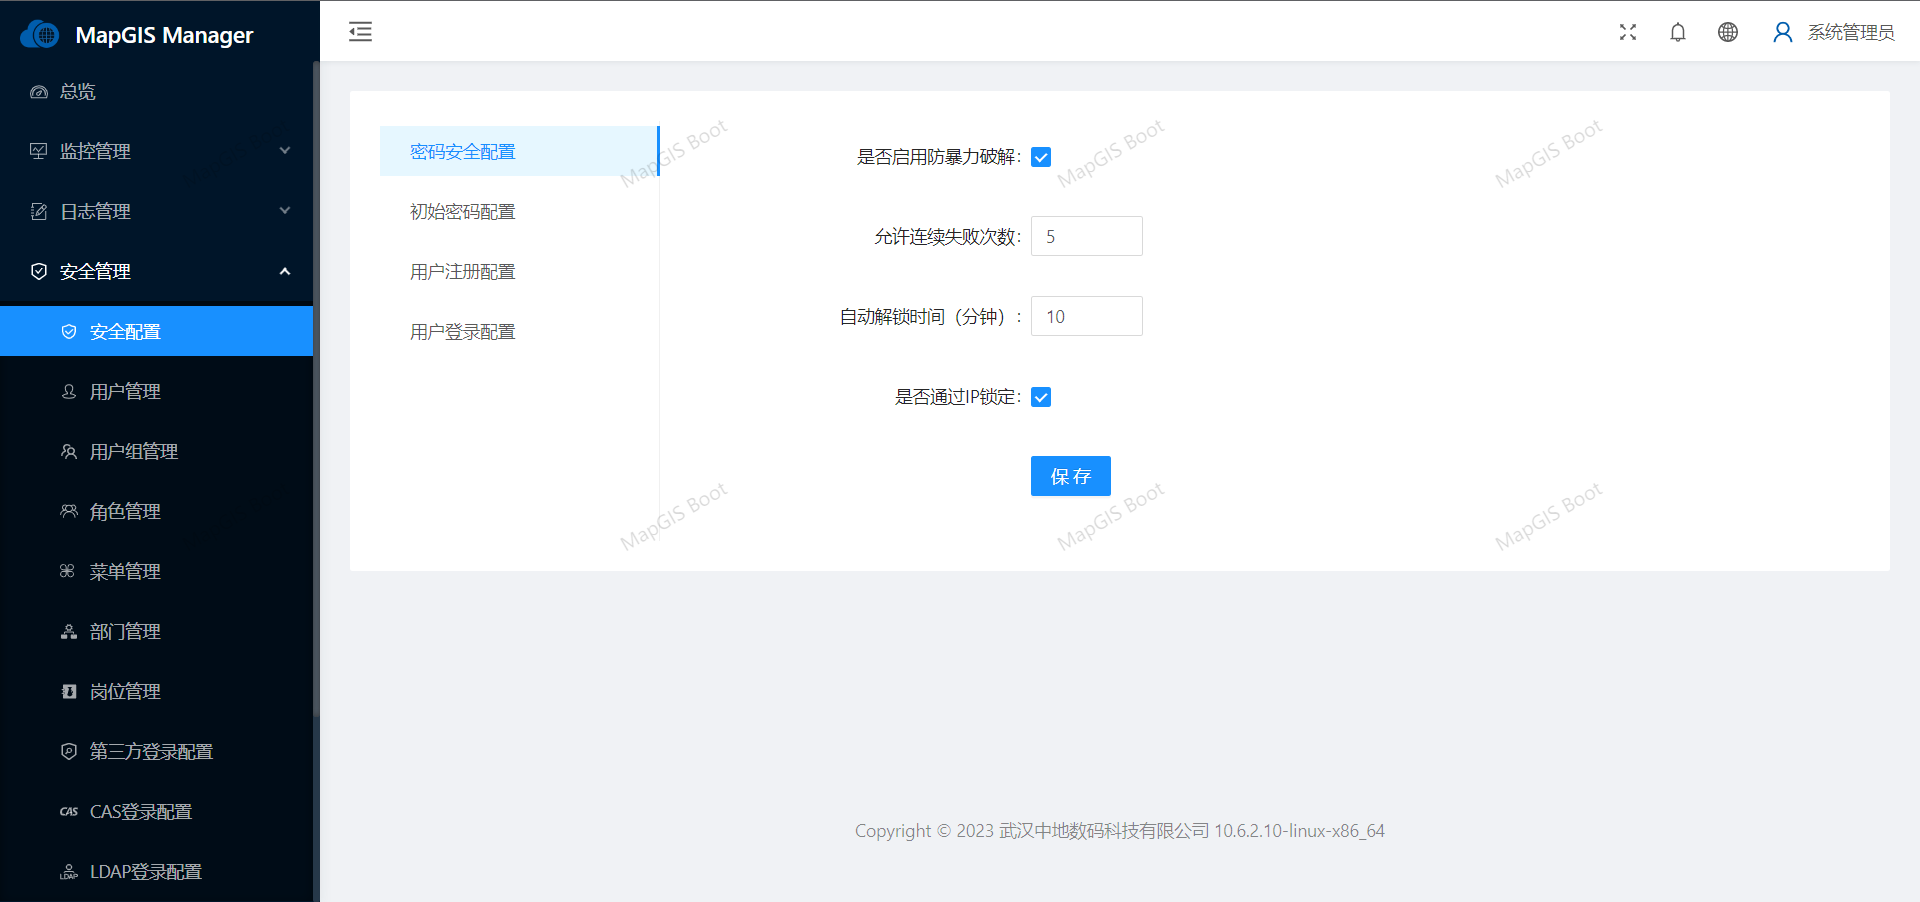 MapGIS Manager
系统管理员
总览
监控管理
日志管理
安全管理
安全配置
用户管理
用户组管理
角色管理
菜单管理
部门管理
岗位管理
第三方登录配置
CAS CAS登录配置
LDAP LDAP登录配置
密码安全配置
初始密码配置
用户注册配置
用户登录配置
是否启用防暴力破解:
允许连续失败次数: 5
自动解锁时间（分钟）: 10
是否通过IP锁定:
保存
MapGIS Boot
MapGIS Boot
MapGIS Boot
MapGIS Boot
MapGIS Boot
MapGIS Boot
Copyright © 2023 武汉中地数码科技有限公司 10.6.2.10-linux-x86_64